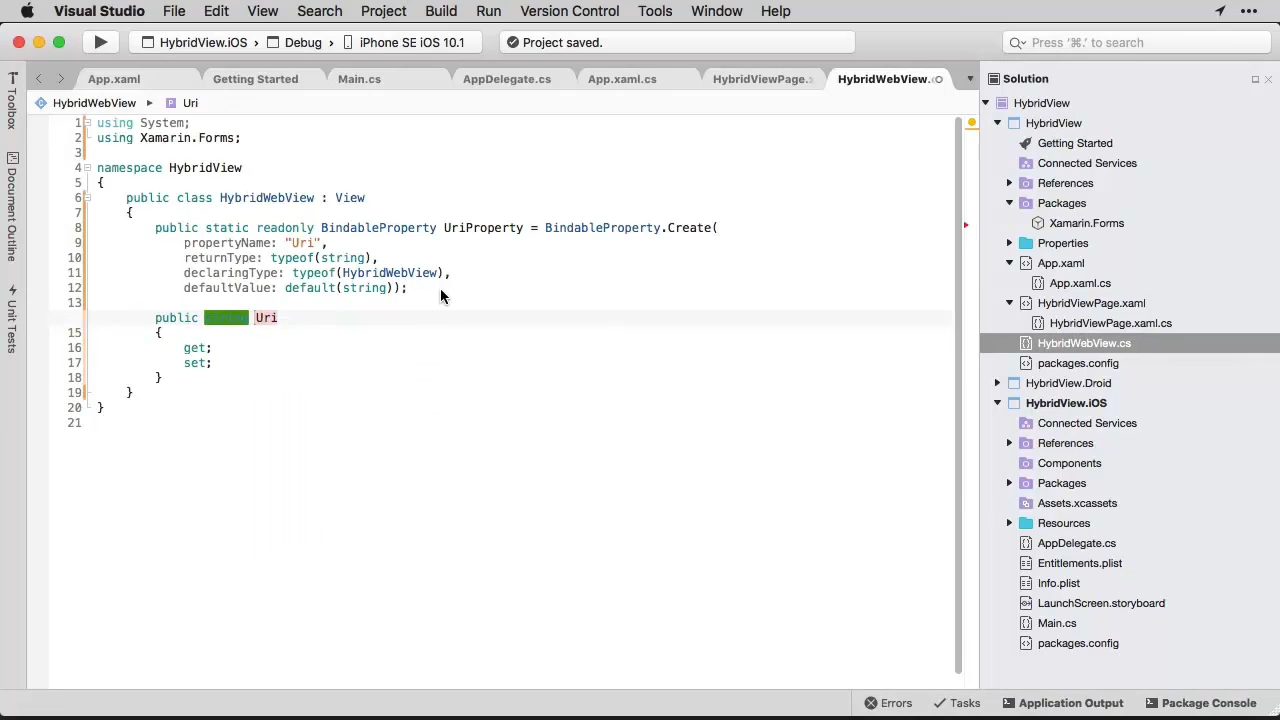 Visual Studio File Edit View Search Project Build Run Version Control Tools Window Help
HybridView.iOS > Debug > iPhone SE iOS 10.1 Project saved. Press ‘⌘.’ to search
App.xaml Getting Started Main.cs AppDelegate.cs App.xaml.cs HybridViewPage. HybridWebView.c
HybridWebView Uri
Toolbox
Document Outline
Unit Tests
1 using System;
2 using Xamarin.Forms;
3
4 namespace HybridView
5 {
6 public class HybridWebView : View
7 {
8 public static readonly BindableProperty UriProperty = BindableProperty.Create(
9 propertyName: "Uri",
10 returnType: typeof(string),
11 declaringType: typeof(HybridWebView),
12 defaultValue: default(string));
13
public Uri
15 {
16 get;
17 set;
18 }
19 }
20 }
21
Solution
HybridView
HybridView
Getting Started
Connected Services
References
Packages
Xamarin.Forms
Properties
App.xaml
App.xaml.cs
HybridViewPage.xaml
HybridViewPage.xaml.cs
HybridWebView.cs
packages.config
HybridView.Droid
HybridView.iOS
Connected Services
References
Components
Packages
Assets.xcassets
Resources
AppDelegate.cs
Entitlements.plist
Info.plist
LaunchScreen.storyboard
Main.cs
packages.config
Errors Tasks Application Output Package Console